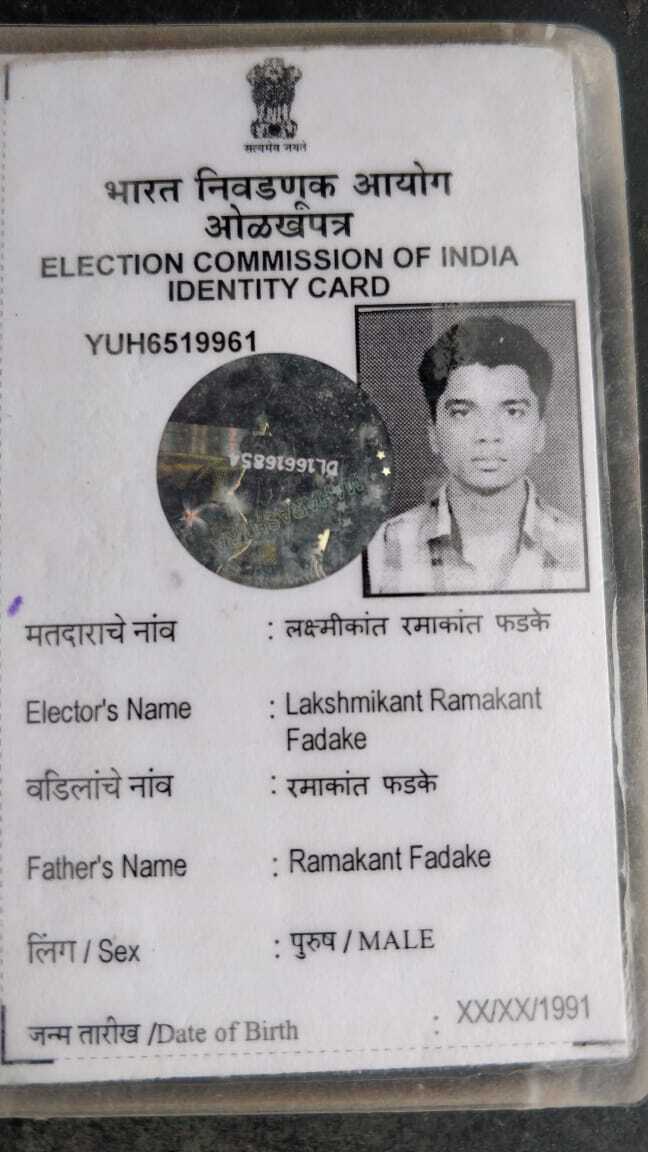 सत्यमेव जयते
भारत निवडणूक आयोग
ओळखपत्र
ELECTION COMMISSION OF INDIA
IDENTITY CARD
YUH6519961
DL16616854
मतदाराचे नांव : लक्ष्मीकांत रमाकांत फडके
Elector's Name : Lakshmikant Ramakant
Fadake
वडिलांचे नांव : रमाकांत फडके
Father's Name : Ramakant Fadake
लिंग / Sex : पुरुष / MALE
जन्म तारीख /Date of Birth : XX/XX/1991